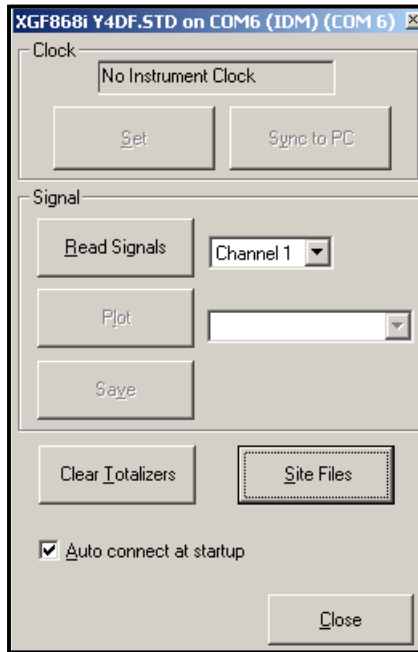 XGF868i Y4DF.STD on COM6 (IDM) (COM 6)
Clock
No Instrument Clock
Set
Sync to PC
Signal
Read Signals
Channel 1
Plot
Save
Clear Totalizers
Site Files
Auto connect at startup
Close